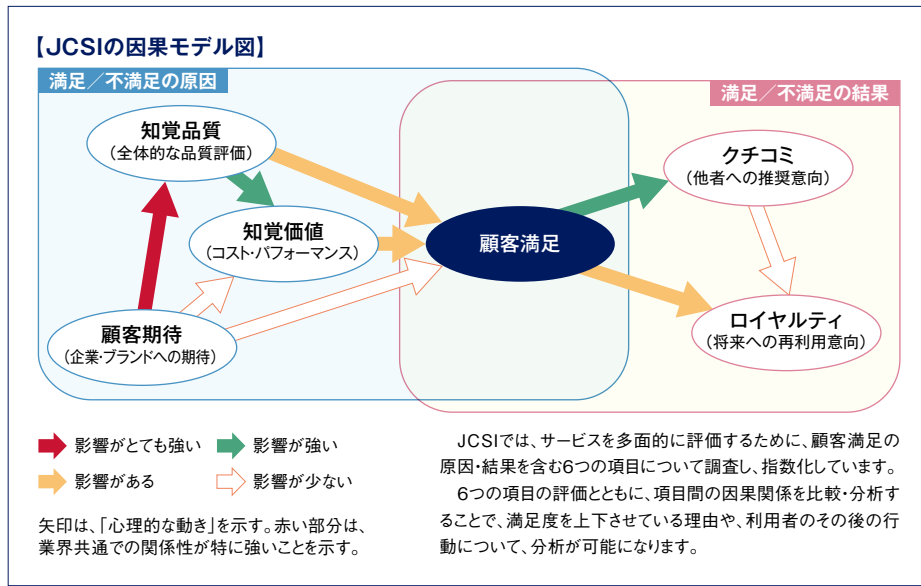 【JCSIの因果モデル図】
満足／不満足の原因
満足／不満足の結果
知覚品質
（全体的な品質評価）
クチコミ
（他者への推奨意向）
知覚価値
（コスト・パフォーマンス）
顧客満足
顧客期待
（企業・ブランドへの期待）
ロイヤルティ
（将来への再利用意向）
影響がとても強い
影響が強い
影響がある
影響が少ない
矢印は、「心理的な動き」を示す。赤い部分は、
業界共通での関係性が特に強いことを示す。
JCSIでは、サービスを多面的に評価するために、顧客満足の
原因・結果を含む6つの項目について調査し、指数化しています。
6つの項目の評価とともに、項目間の因果関係を比較・分析す
ることで、満足度を上下させている理由や、利用者のその後の行
動について、分析が可能になります。